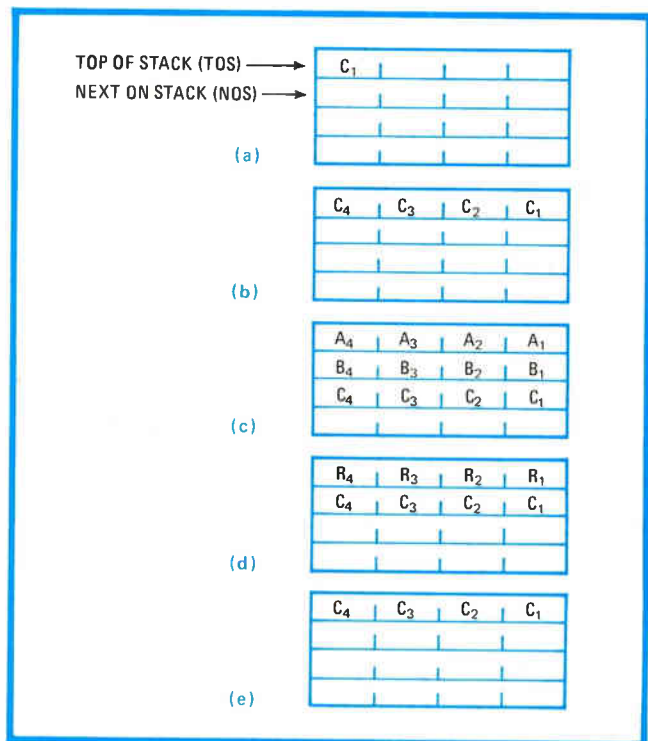 TOP OF STACK (TOS)
C₁
NEXT ON STACK (NOS)
(a)
C₄ C₃ C₂ C₁
(b)
A₄ A₃ A₂ A₁
B₄ B₃ B₂ B₁
C₄ C₃ C₂ C₁
(c)
R₄ R₃ R₂ R₁
C₄ C₃ C₂ C₁
(d)
C₄ C₃ C₂ C₁
(e)